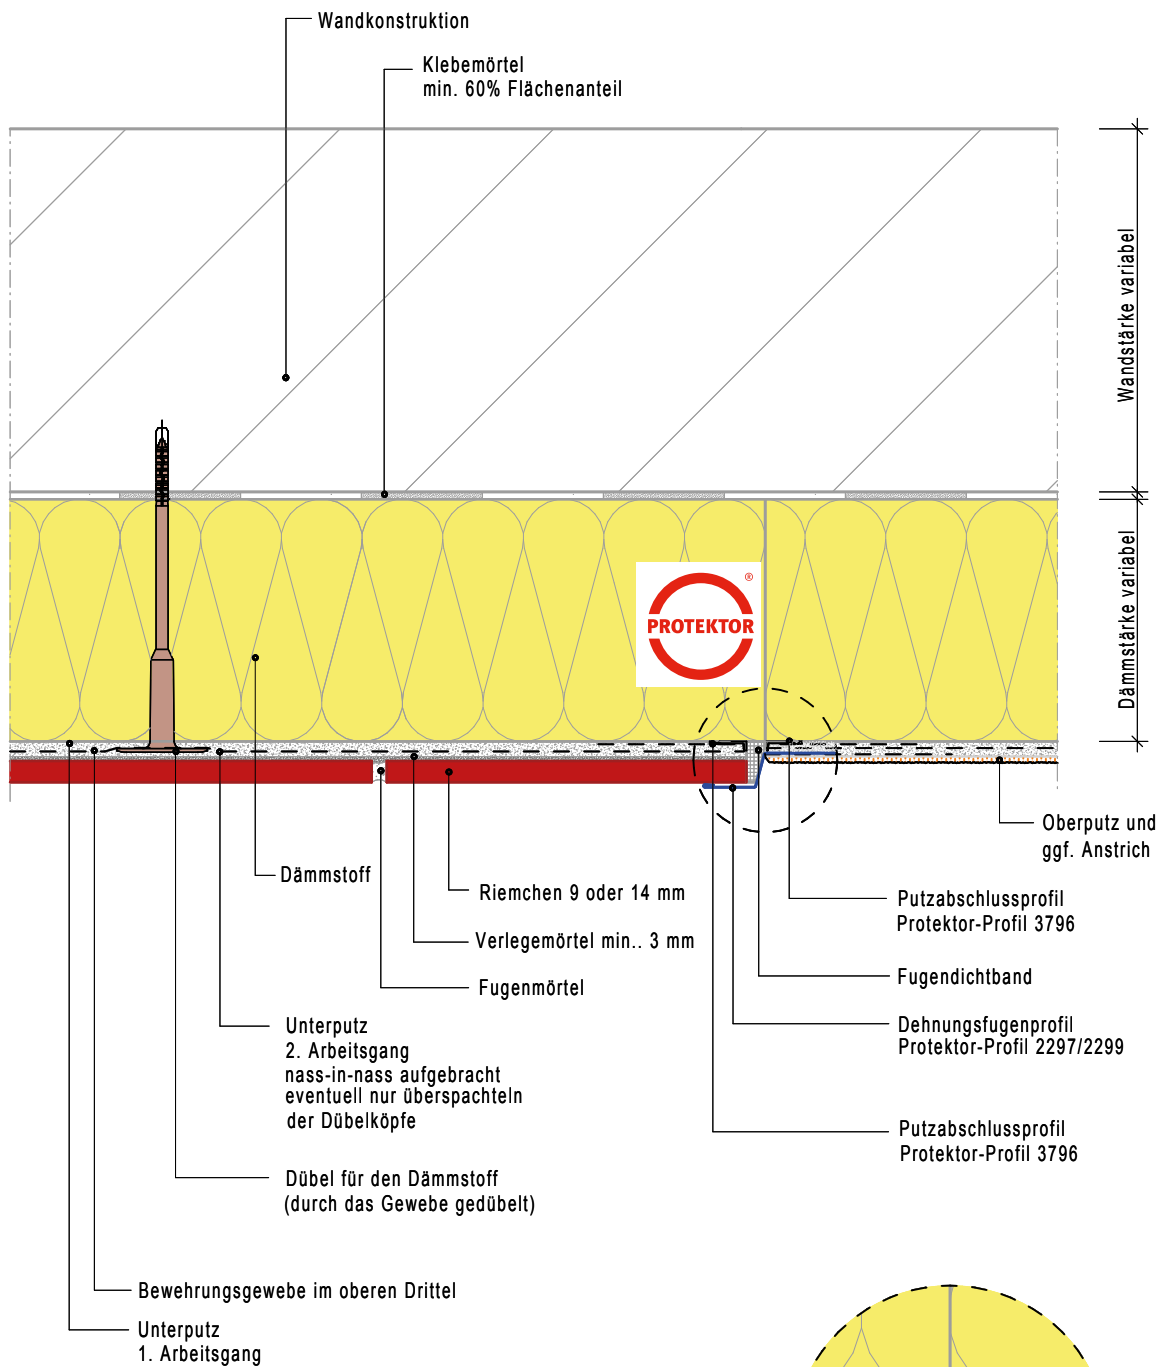 Wandkonstruktion
Klebemörtel
min. 60% Flächenanteil
Wandstärke variabel
Dämmstärke variabel
®
PROTEKTOR
Oberputz und
ggf. Anstrich
Dämmstoff
Riemchen 9 oder 14 mm
Putzabschlussprofil
Protektor-Profil 3796
Verlegemörtel min.. 3 mm
Fugendichtband
Fugenmörtel
Unterputz
2. Arbeitsgang
nass-in-nass aufgebracht
eventuell nur überspachteln
der Dübelköpfe
Dehnungsfugenprofil
Protektor-Profil 2297/2299
Putzabschlussprofil
Protektor-Profil 3796
Dübel für den Dämmstoff
(durch das Gewebe gedübelt)
Bewehrungsgewebe im oberen Drittel
Unterputz
1. Arbeitsgang